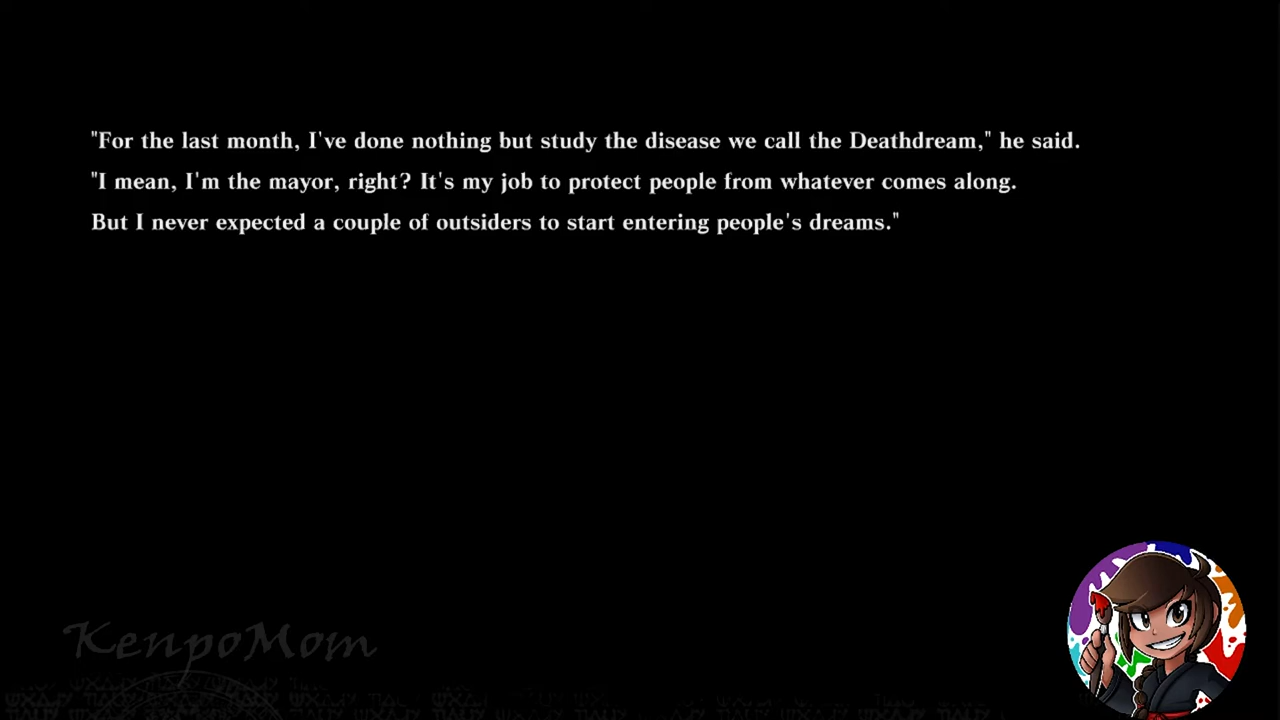 "For the last month, I've done nothing but study the disease we call the Deathdream," he said.
"I mean, I'm the mayor, right? It's my job to protect people from whatever comes along.
But I never expected a couple of outsiders to start entering people's dreams."
KenpoMom